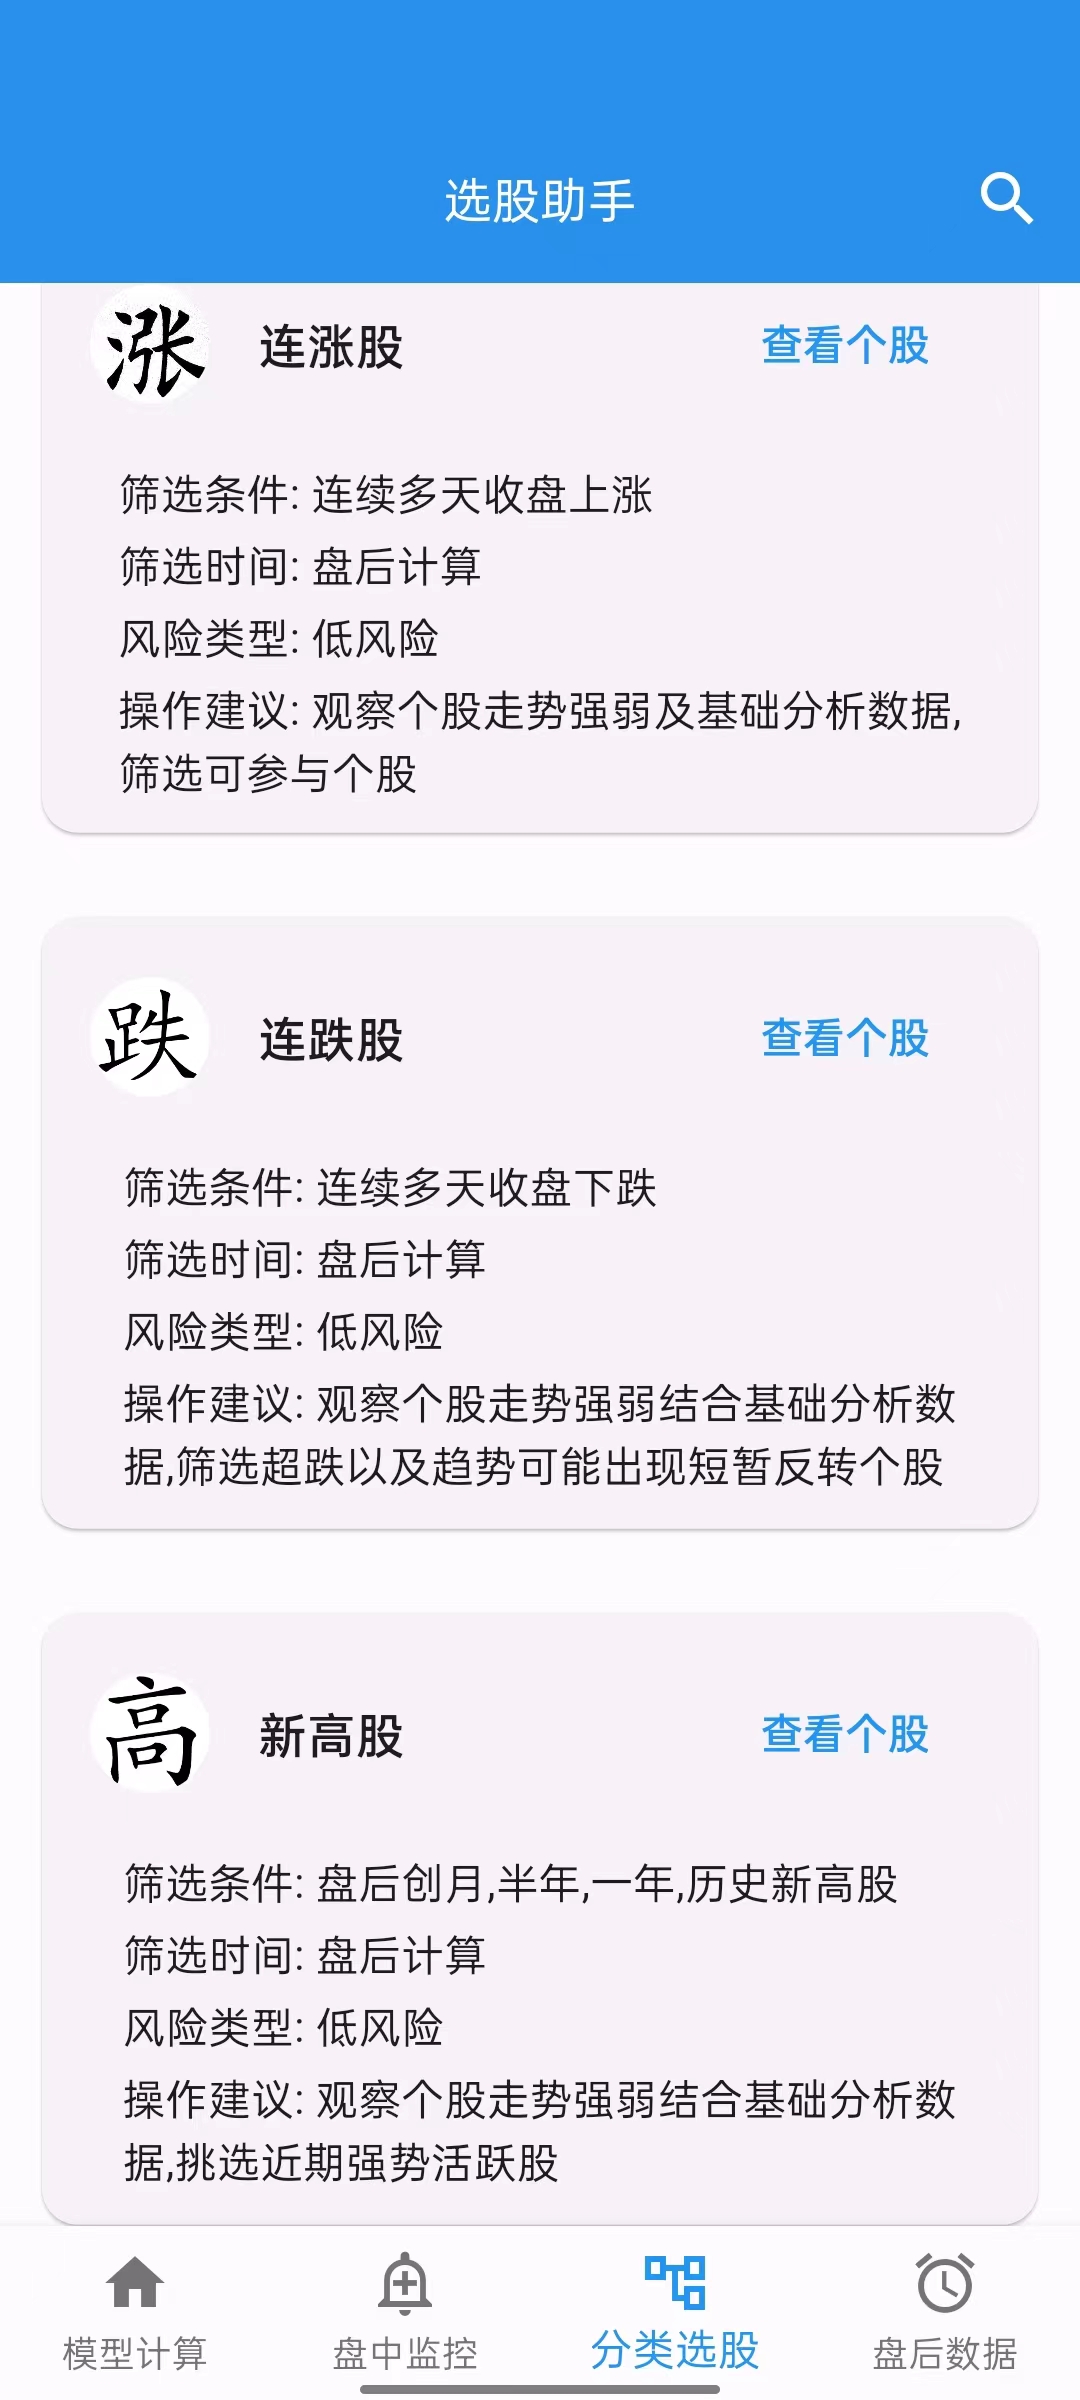 选股助手
涨 连涨股 查看个股
筛选条件: 连续多天收盘上涨
筛选时间: 盘后计算
风险类型: 低风险
操作建议: 观察个股走势强弱及基础分析数据,
筛选可参与个股
跌 连跌股 查看个股
筛选条件: 连续多天收盘下跌
筛选时间: 盘后计算
风险类型: 低风险
操作建议: 观察个股走势强弱结合基础分析数
据,筛选超跌以及趋势可能出现短暂反转个股
高 新高股 查看个股
筛选条件: 盘后创月,半年,一年,历史新高股
筛选时间: 盘后计算
风险类型: 低风险
操作建议: 观察个股走势强弱结合基础分析数
据,挑选近期强势活跃股
模型计算 盘中监控 分类选股 盘后数据